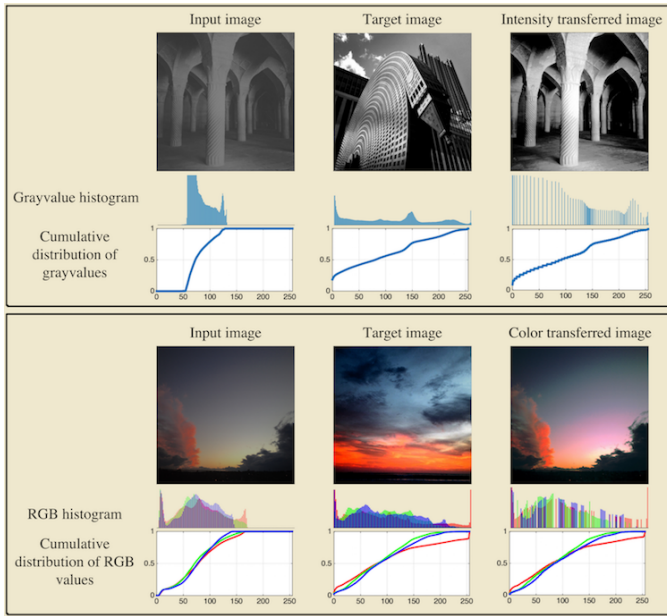 Input image Target image Intensity transferred image
Grayvalue histogram
Cumulative
distribution of
grayvalues
1 1 1
0.5 0.5 0.5
0 0 0
0 50 100 150 200 250 0 50 100 150 200 250 0 50 100 150 200 250
Input image Target image Color transferred image
RGB histogram
Cumulative
distribution of RGB
values
1 1 1
0.5 0.5 0.5
0 0 0
0 50 100 150 200 250 0 50 100 150 200 250 0 50 100 150 200 250